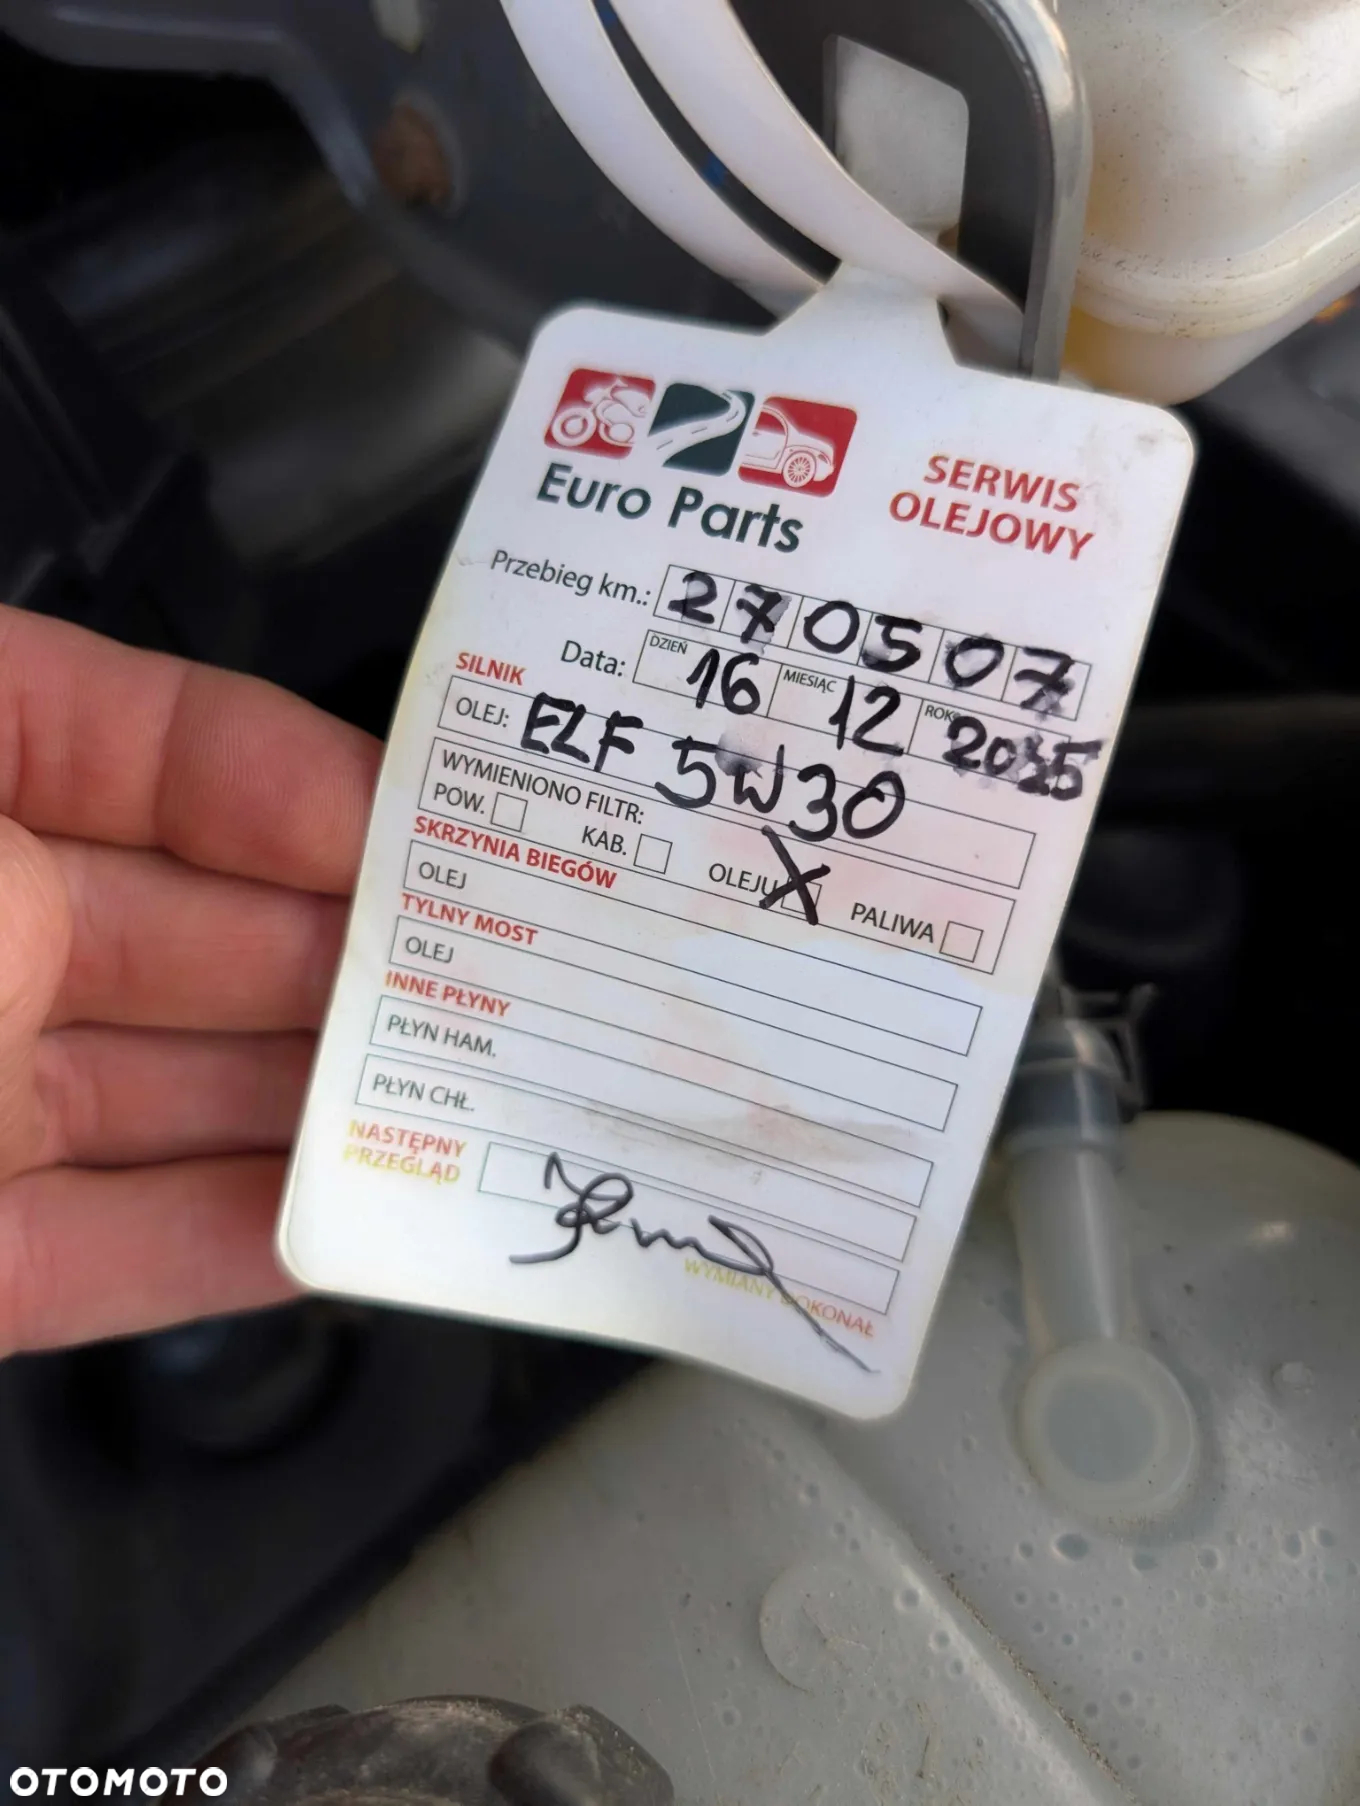 Euro Parts
SERWIS
OLEJOWY
Przebieg km.: 270507
Data: DZIEŃ 16 MIESIĄC 12 ROK 2025
SILNIK
OLEJ: ELF 5W30
WYMIENIONO FILTR:
POW. KAB. OLEJU X PALIWA
SKRZYNIA BIEGÓW
OLEJ
TYLNY MOST
OLEJ
INNE PŁYNY
PŁYN HAM.
PŁYN CHŁ.
NASTĘPNY
PRZEGLĄD
WYMIANY DOKONAŁ
OTOMOTO